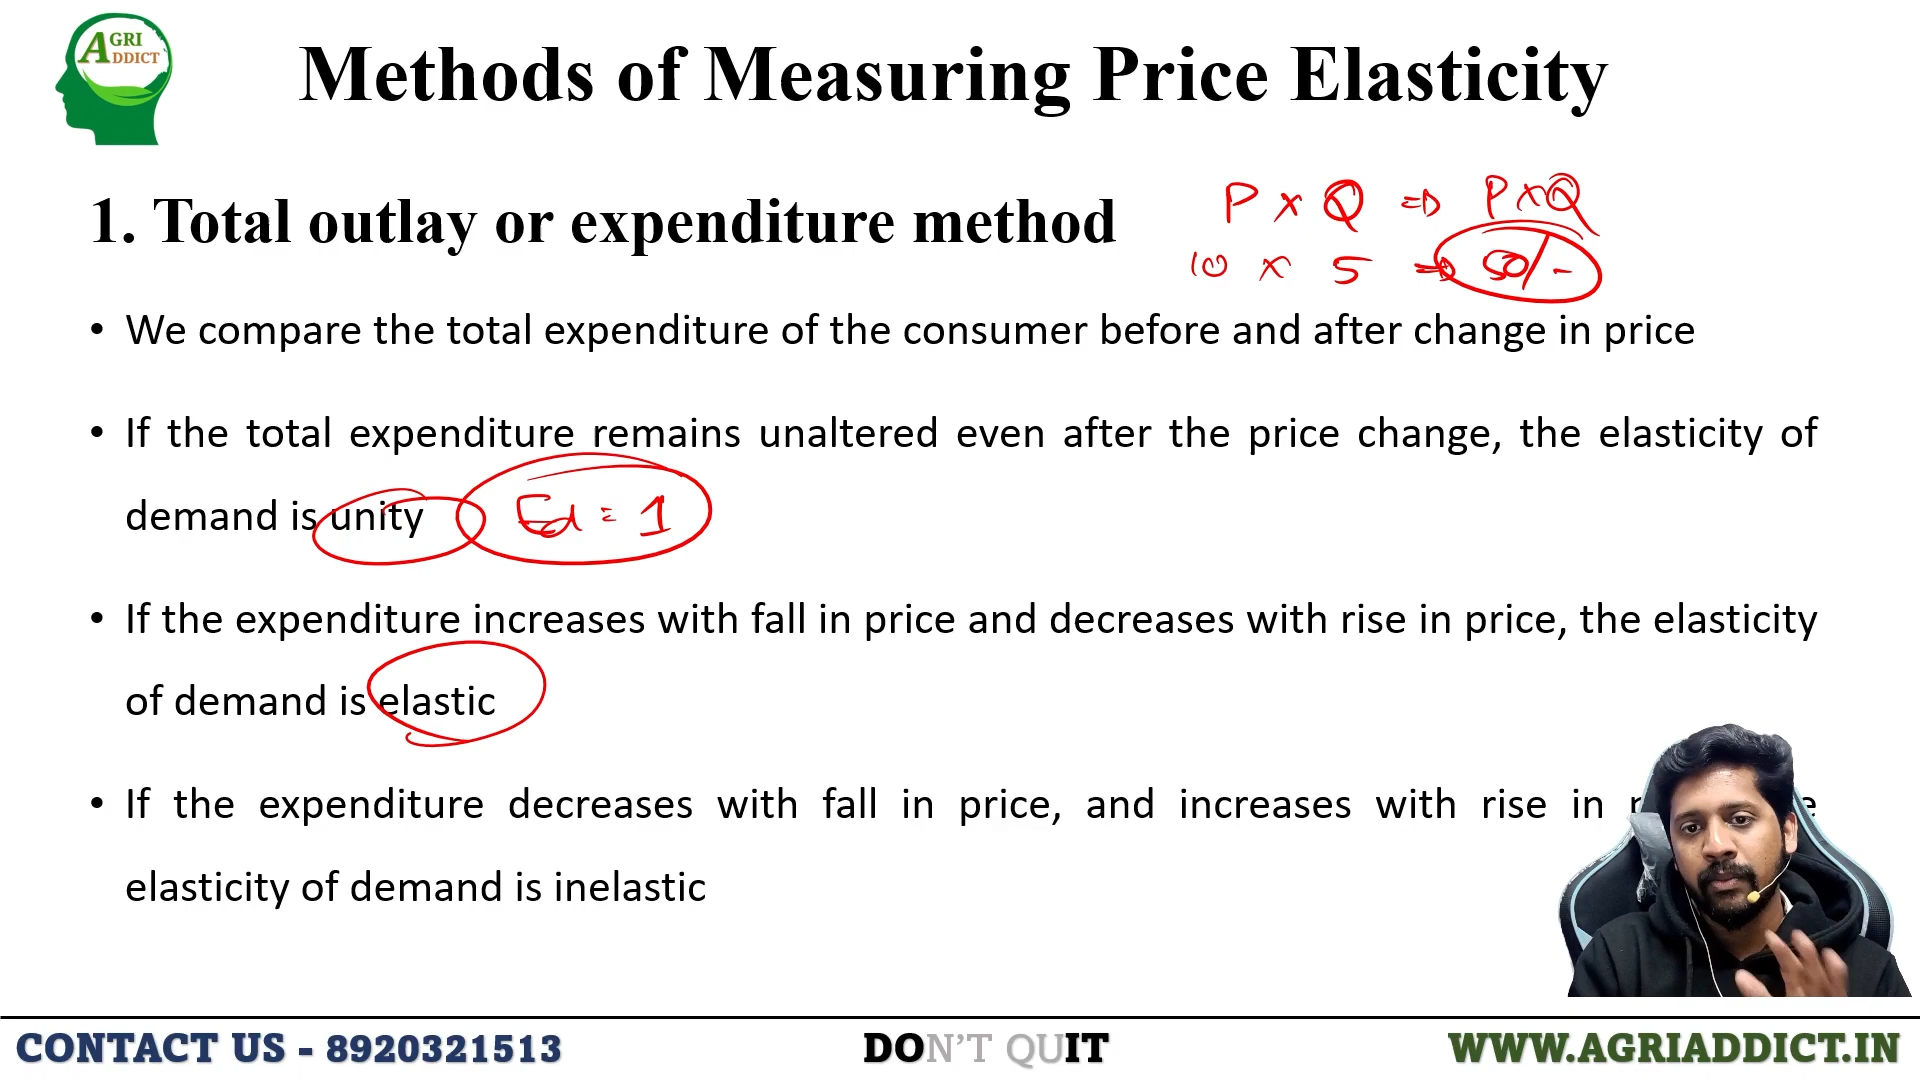 AGRI
ADDICT
Methods of Measuring Price Elasticity
1. Total outlay or expenditure method
P x Q ⇒ P x Q
10 x 5 ⇒ 50/-
• We compare the total expenditure of the consumer before and after change in price
• If the total expenditure remains unaltered even after the price change, the elasticity of
demand is unity Ed = 1
• If the expenditure increases with fall in price and decreases with rise in price, the elasticity
of demand is elastic
• If the expenditure decreases with fall in price, and increases with rise in
elasticity of demand is inelastic
CONTACT US - 8920321513 DON'T QUIT WWW.AGRIADDICT.IN